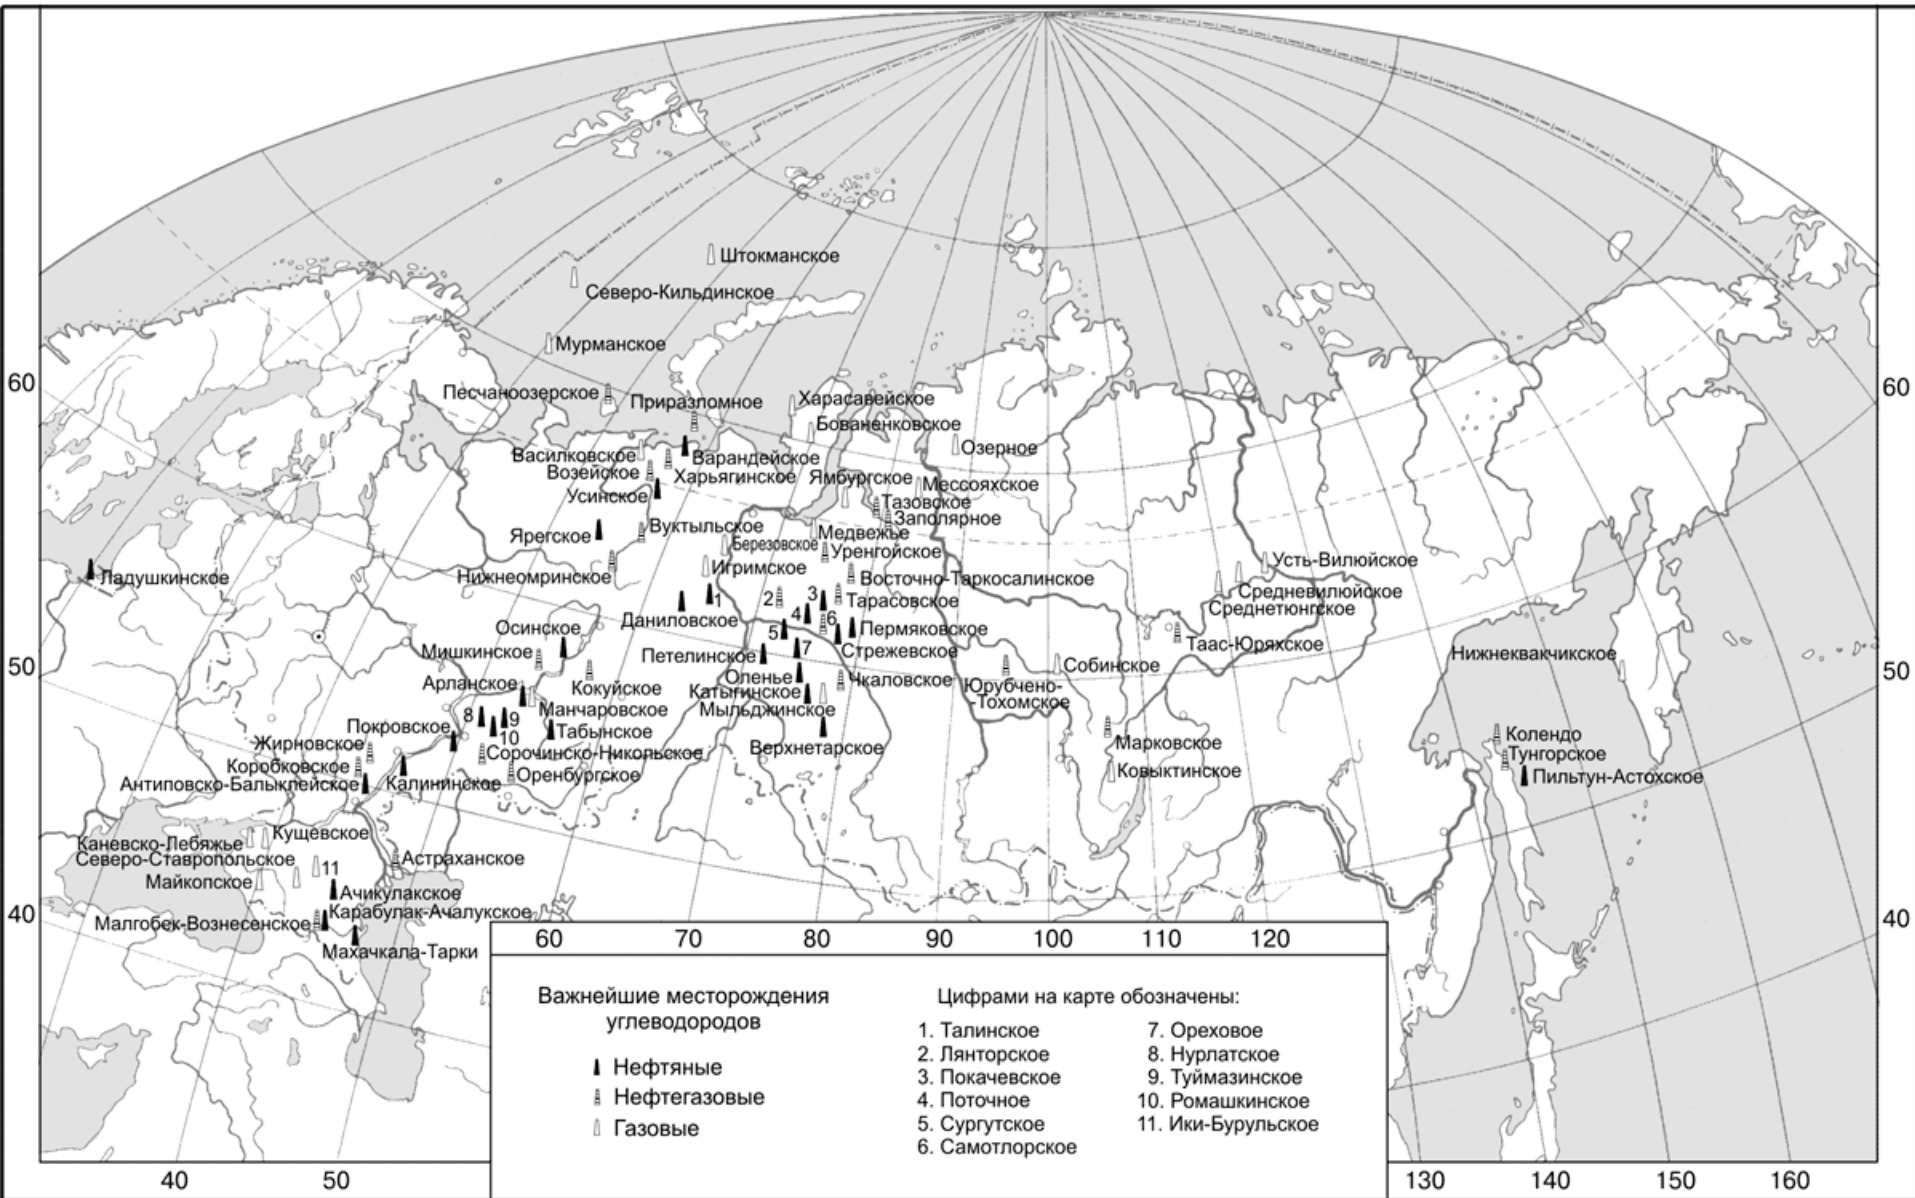 Штокманское
Северо-Кильдинское
Мурманское
60
60
Песчаноозерское
Приразломное
Харасавейское
Бованенковское
Озерное
Василковское
Варандейское
Возейское
Харьягинское
Ямбургское
Мессояхское
Усинское
Тазовское
Заполярное
Вуктыльское
Ярегское
Медвежье
Березовское
Уренгойское
Усть-Вилюйское
Игримское
Ладушкинское
Нижнеомринское
Восточно-Таркосалинское
Средневилюйское
1
2
3
Тарасовское
Среднетюнгское
4
Даниловское
6
Осинское
5
Пермяковское
Таас-Юряхское
Мишкинское
7
Стрежевское
Петелинское
Нижнеквакчикское
50
50
Собинское
Оленье
Чкаловское
Арланское
Кокуйское
Катыгинское
Юрубчено-
-Тохомское
Манчаровское
Мыльджинское
8
9
Покровское
10
Табынское
Колендо
Жирновское
Сорочинско-Никольское
Верхнетарское
Марковское
Тунгорское
Коробковское
Оренбургское
Ковыктинское
Пильтун-Астохское
Антиповско-Балыклейское
Калининское
Кущевское
Каневско-Лебяжье
Северо-Ставропольское
Астраханское
11
Майкопское
Ачикулакское
40
Карабулак-Ачалукское
40
Малгобек-Вознесенское
Махачкала-Тарки
60
70
80
90
100
110
120
Важнейшие месторождения
углеводородов
Нефтяные
Нефтегазовые
Газовые
Цифрами на карте обозначены:
1. Талинское
2. Лянторское
3. Покачевское
4. Поточное
5. Сургутское
6. Самотлорское
7. Ореховое
8. Нурлатское
9. Туймазинское
10. Ромашкинское
11. Ики-Бурульское
40
50
130
140
150
160